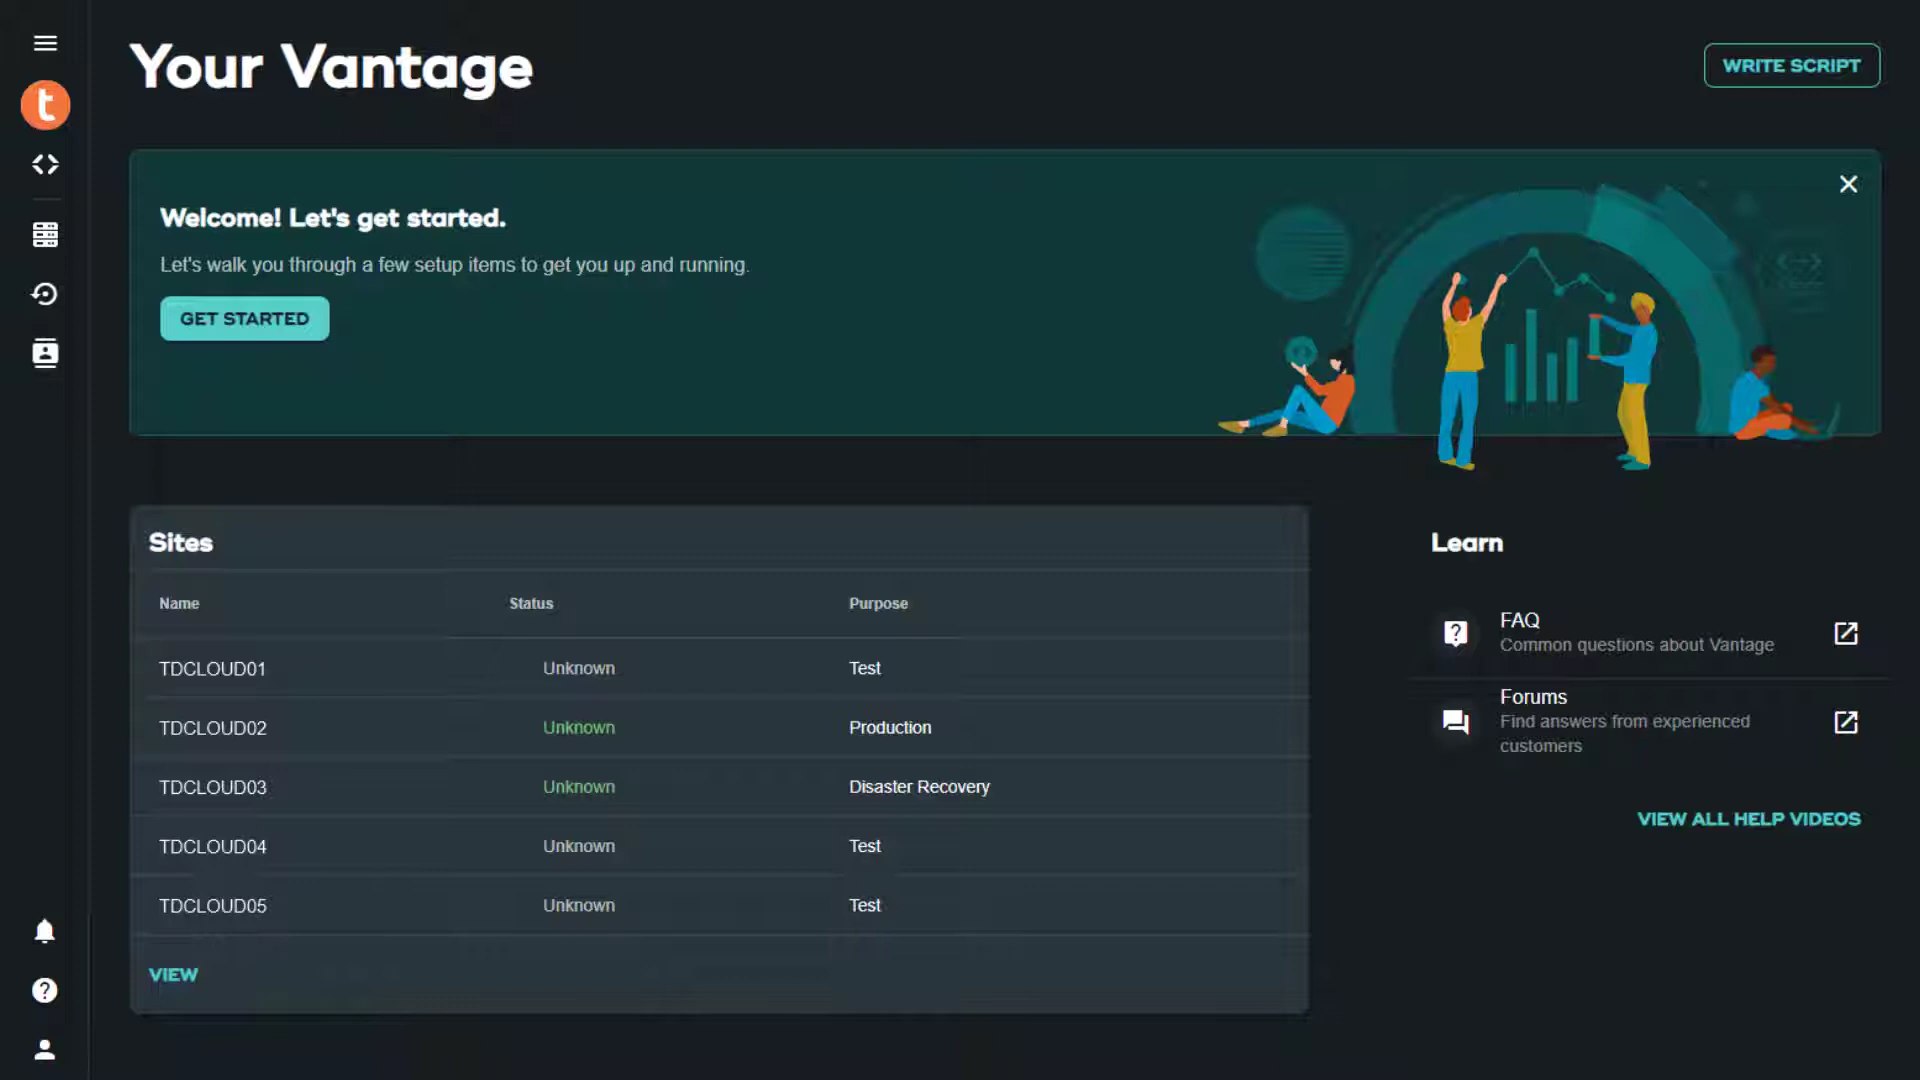 Your Vantage
WRITE SCRIPT
t
Welcome! Let's get started.
Let's walk you through a few setup items to get you up and running.
GET STARTED
Sites
Name Status Purpose
TDCLOUD01 Unknown Test
TDCLOUD02 Unknown Production
TDCLOUD03 Unknown Disaster Recovery
TDCLOUD04 Unknown Test
TDCLOUD05 Unknown Test
VIEW
Learn
FAQ
Common questions about Vantage
Forums
Find answers from experienced
customers
VIEW ALL HELP VIDEOS